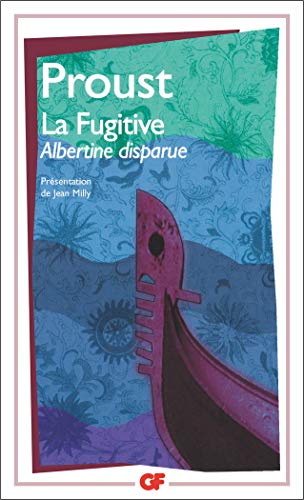 Proust
La Fugitive
Albertine disparue
Présentation
de Jean Milly
GF